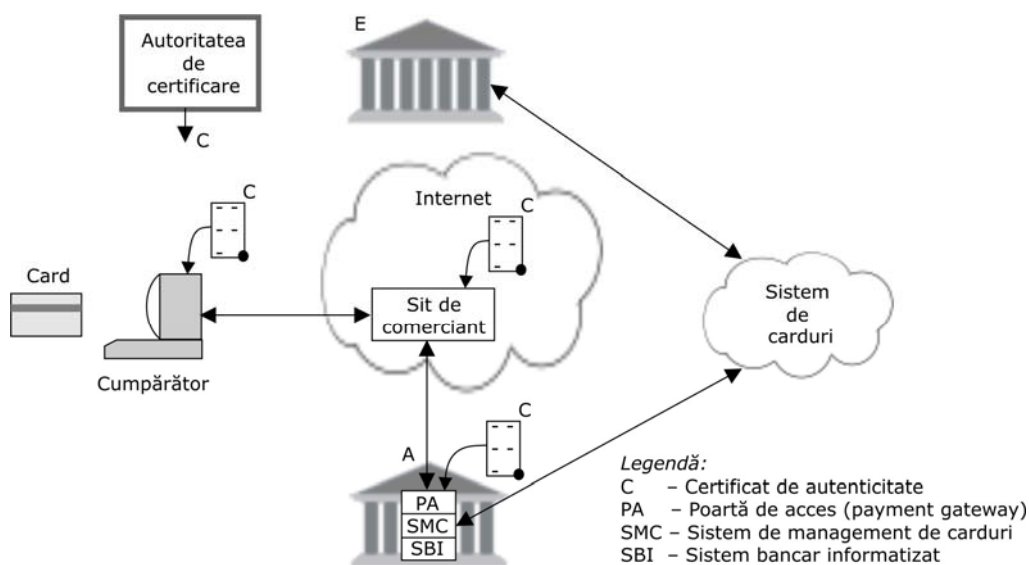 Autoritatea
de
certificare
C
E
C
Internet
C
Card
Sit de
comerciant
Sistem
de
carduri
Cumpărător
C
A
PA
SMC
SBI
Legendă:
C – Certificat de autenticitate
PA – Poartă de acces (payment gateway)
SMC – Sistem de management de carduri
SBI – Sistem bancar informatizat